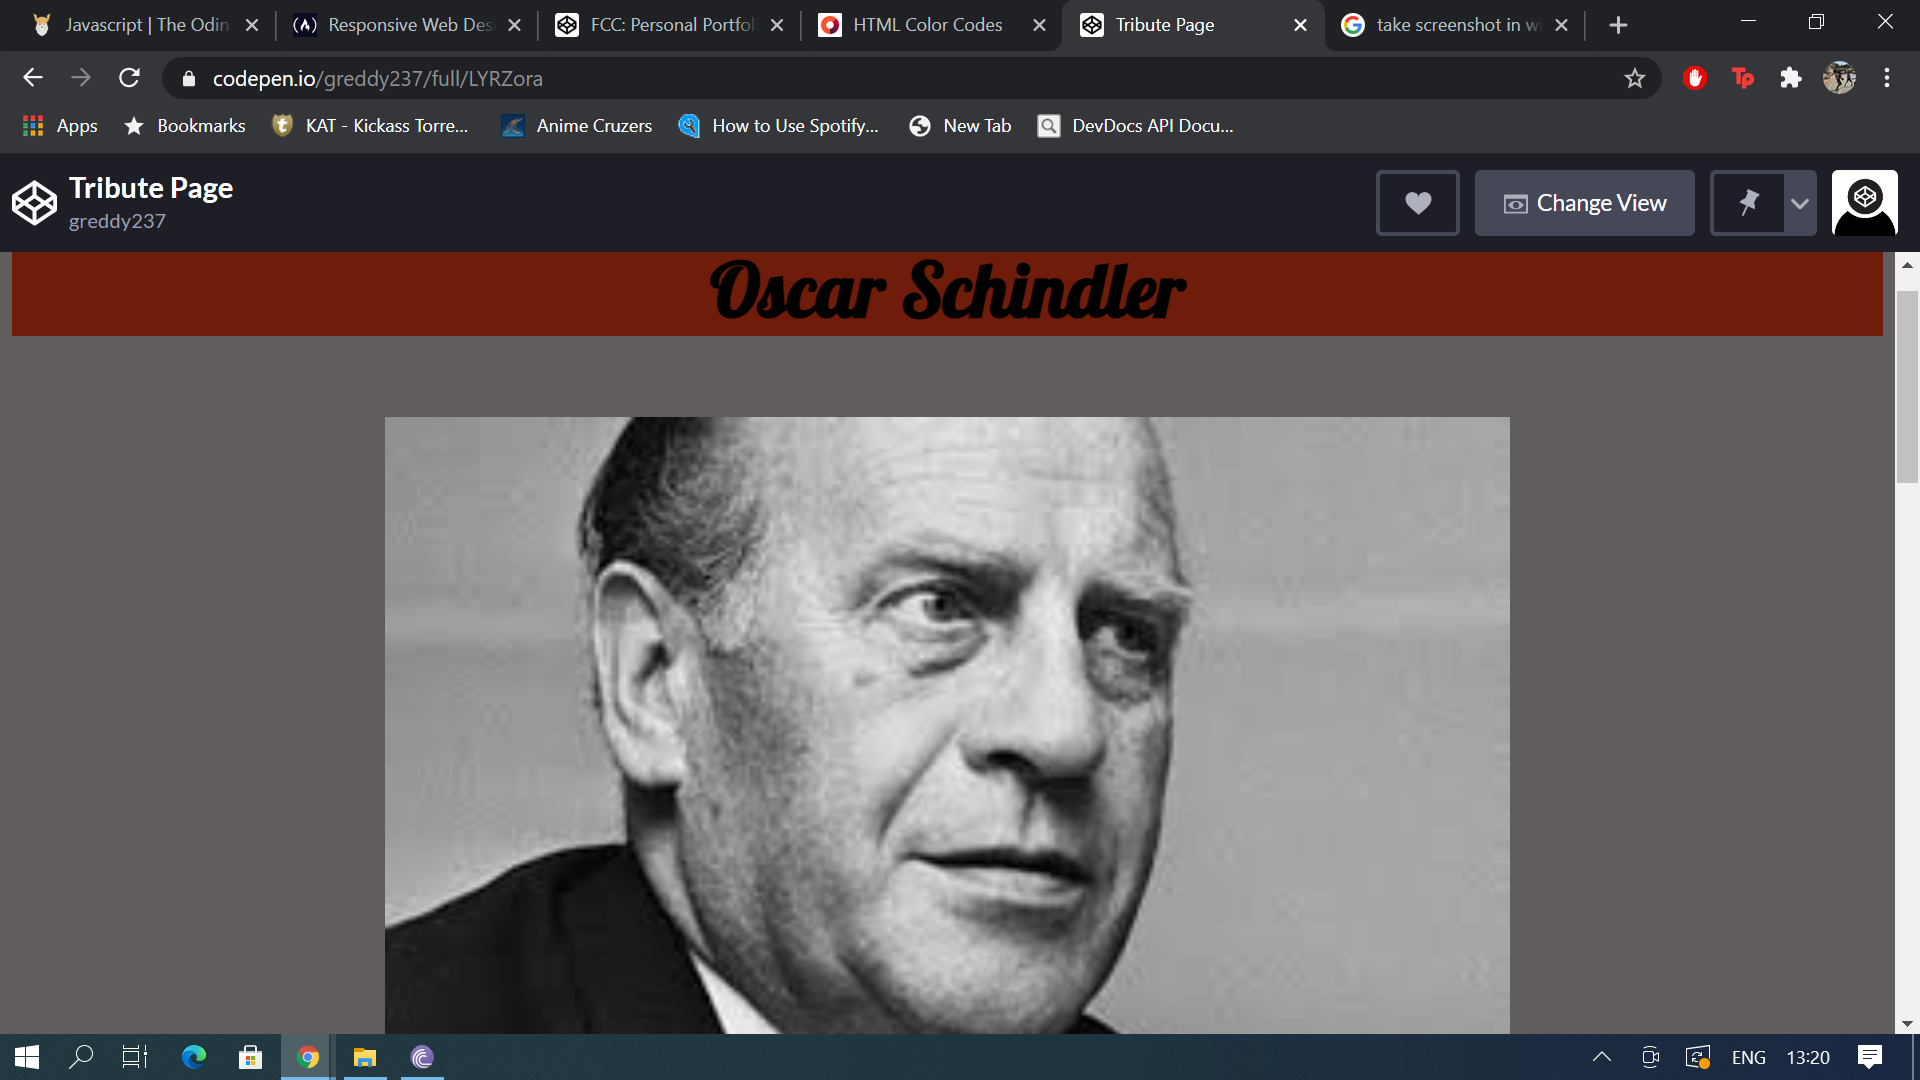 Javascript | The Odin
Responsive Web Des
FCC: Personal Portfoli
HTML Color Codes
Tribute Page
take screenshot in wi
codepen.io/greddy237/full/LYRZora
Apps
Bookmarks
KAT - Kickass Torre...
Anime Cruzers
How to Use Spotify...
New Tab
DevDocs API Docu...
Tribute Page
greddy237
Change View
Oscar Schindler
ENG
13:20